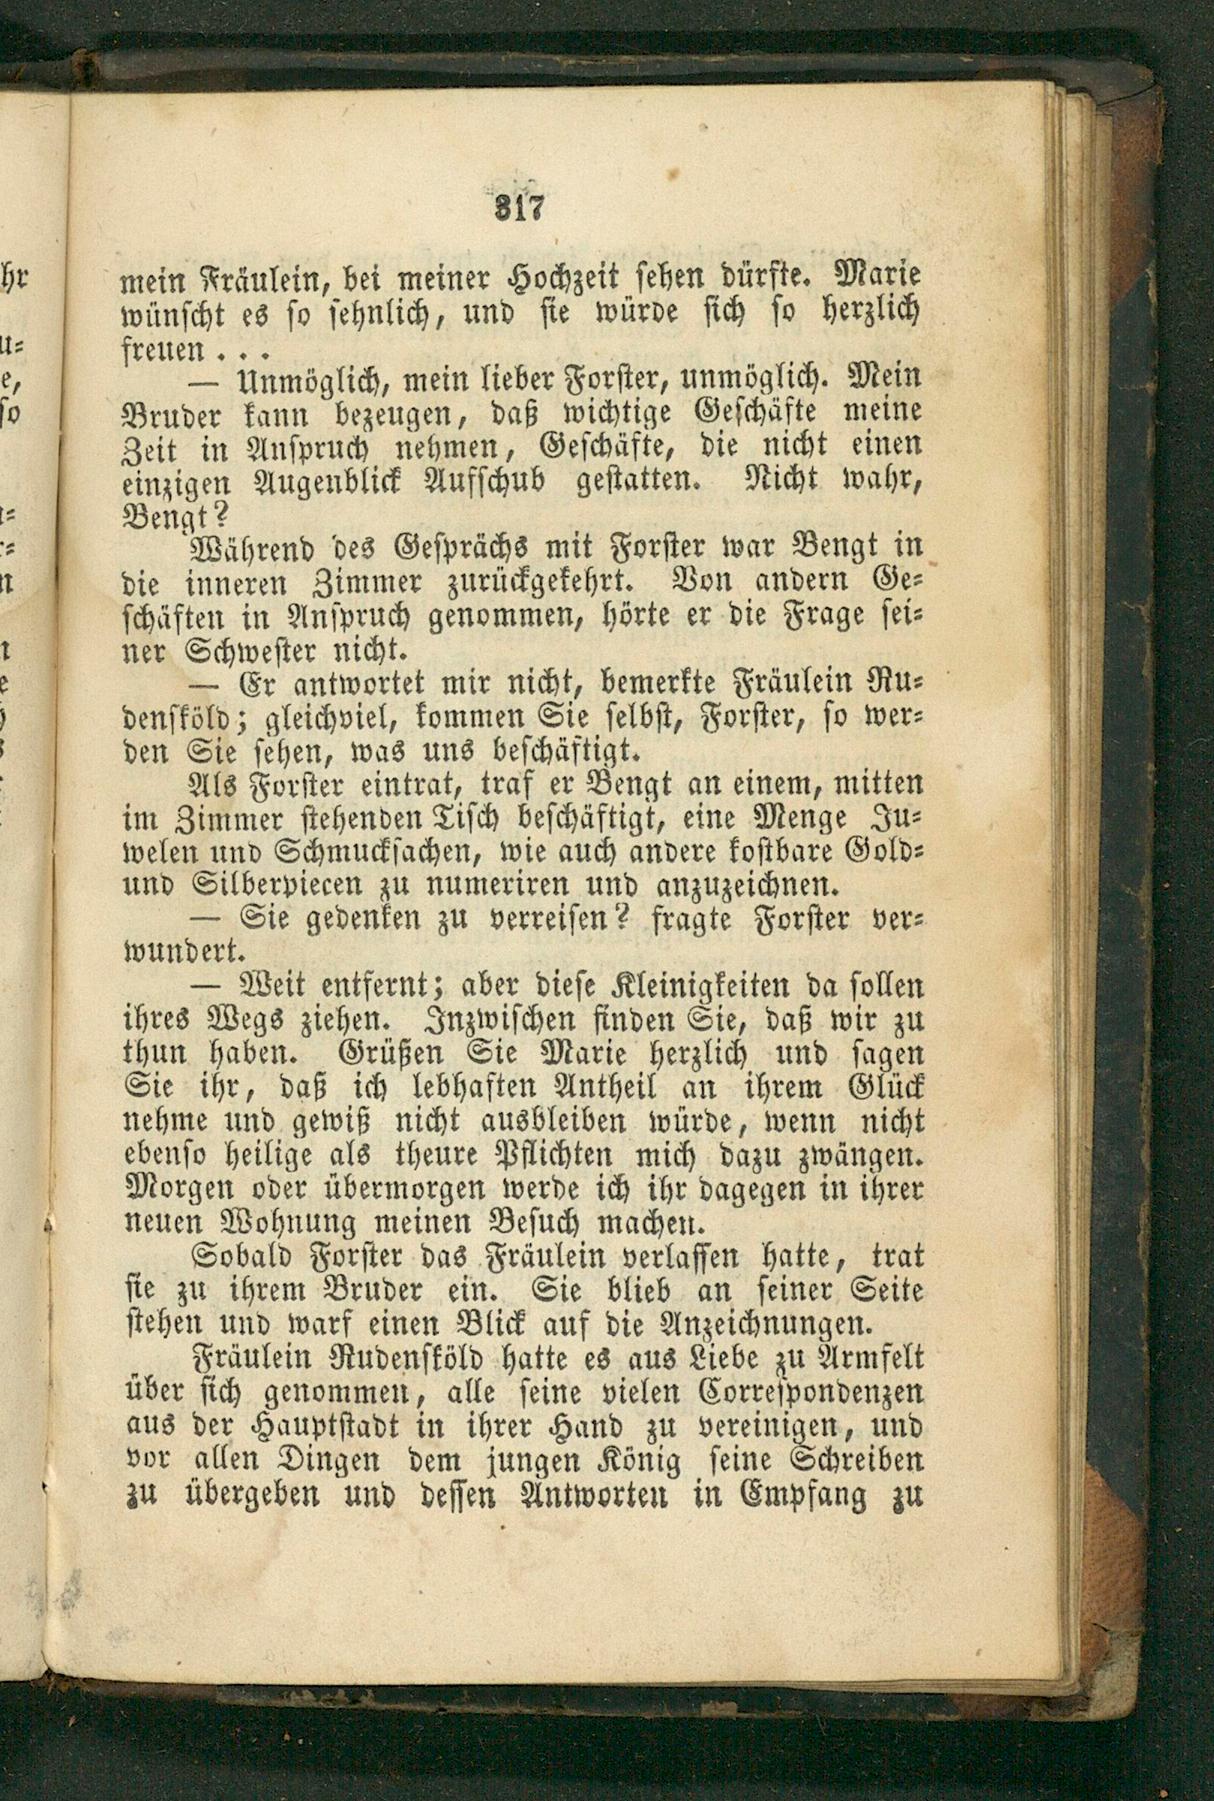 317
mein Fräulein, bei meiner Hochzeit sehen dürfte. Marie
wünscht es so sehnlich, und sie würde sich so herzlich
freuen . . .
— Unmöglich, mein lieber Forster, unmöglich. Mein
Bruder kann bezeugen, daß wichtige Geschäfte meine
Zeit in Anspruch nehmen, Geschäfte, die nicht einen
einzigen Augenblick Aufschub gestatten. Nicht wahr,
Bengt?
Während des Gesprächs mit Forster war Bengt in
die inneren Zimmer zurückgekehrt. Von andern Ge-
schäften in Anspruch genommen, hörte er die Frage sei-
ner Schwester nicht.
— Er antwortet mir nicht, bemerkte Fräulein Ru-
densköld; gleichviel, kommen Sie selbst, Forster, so wer-
den Sie sehen, was uns beschäftigt.
Als Forster eintrat, traf er Bengt an einem, mitten
im Zimmer stehenden Tisch beschäftigt, eine Menge Ju-
welen und Schmucksachen, wie auch andere kostbare Gold-
und Silberpiecen zu numeriren und anzuzeichnen.
— Sie gedenken zu verreisen? fragte Forster ver-
wundert.
— Weit entfernt; aber diese Kleinigkeiten da sollen
ihres Wegs ziehen. Inzwischen finden Sie, daß wir zu
thun haben. Grüßen Sie Marie herzlich und sagen
Sie ihr, daß ich lebhaften Antheil an ihrem Glück
nehme und gewiß nicht ausbleiben würde, wenn nicht
ebenso heilige als theure Pflichten mich dazu zwängen.
Morgen oder übermorgen werde ich ihr dagegen in ihrer
neuen Wohnung meinen Besuch machen.
Sobald Forster das Fräulein verlassen hatte, trat
sie zu ihrem Bruder ein. Sie blieb an seiner Seite
stehen und warf einen Blick auf die Anzeichnungen.
Fräulein Rudensköld hatte es aus Liebe zu Armfelt
über sich genommen, alle seine vielen Correspondenzen
aus der Hauptstadt in ihrer Hand zu vereinigen, und
vor allen Dingen dem jungen König seine Schreiben
zu übergeben und dessen Antworten in Empfang zu